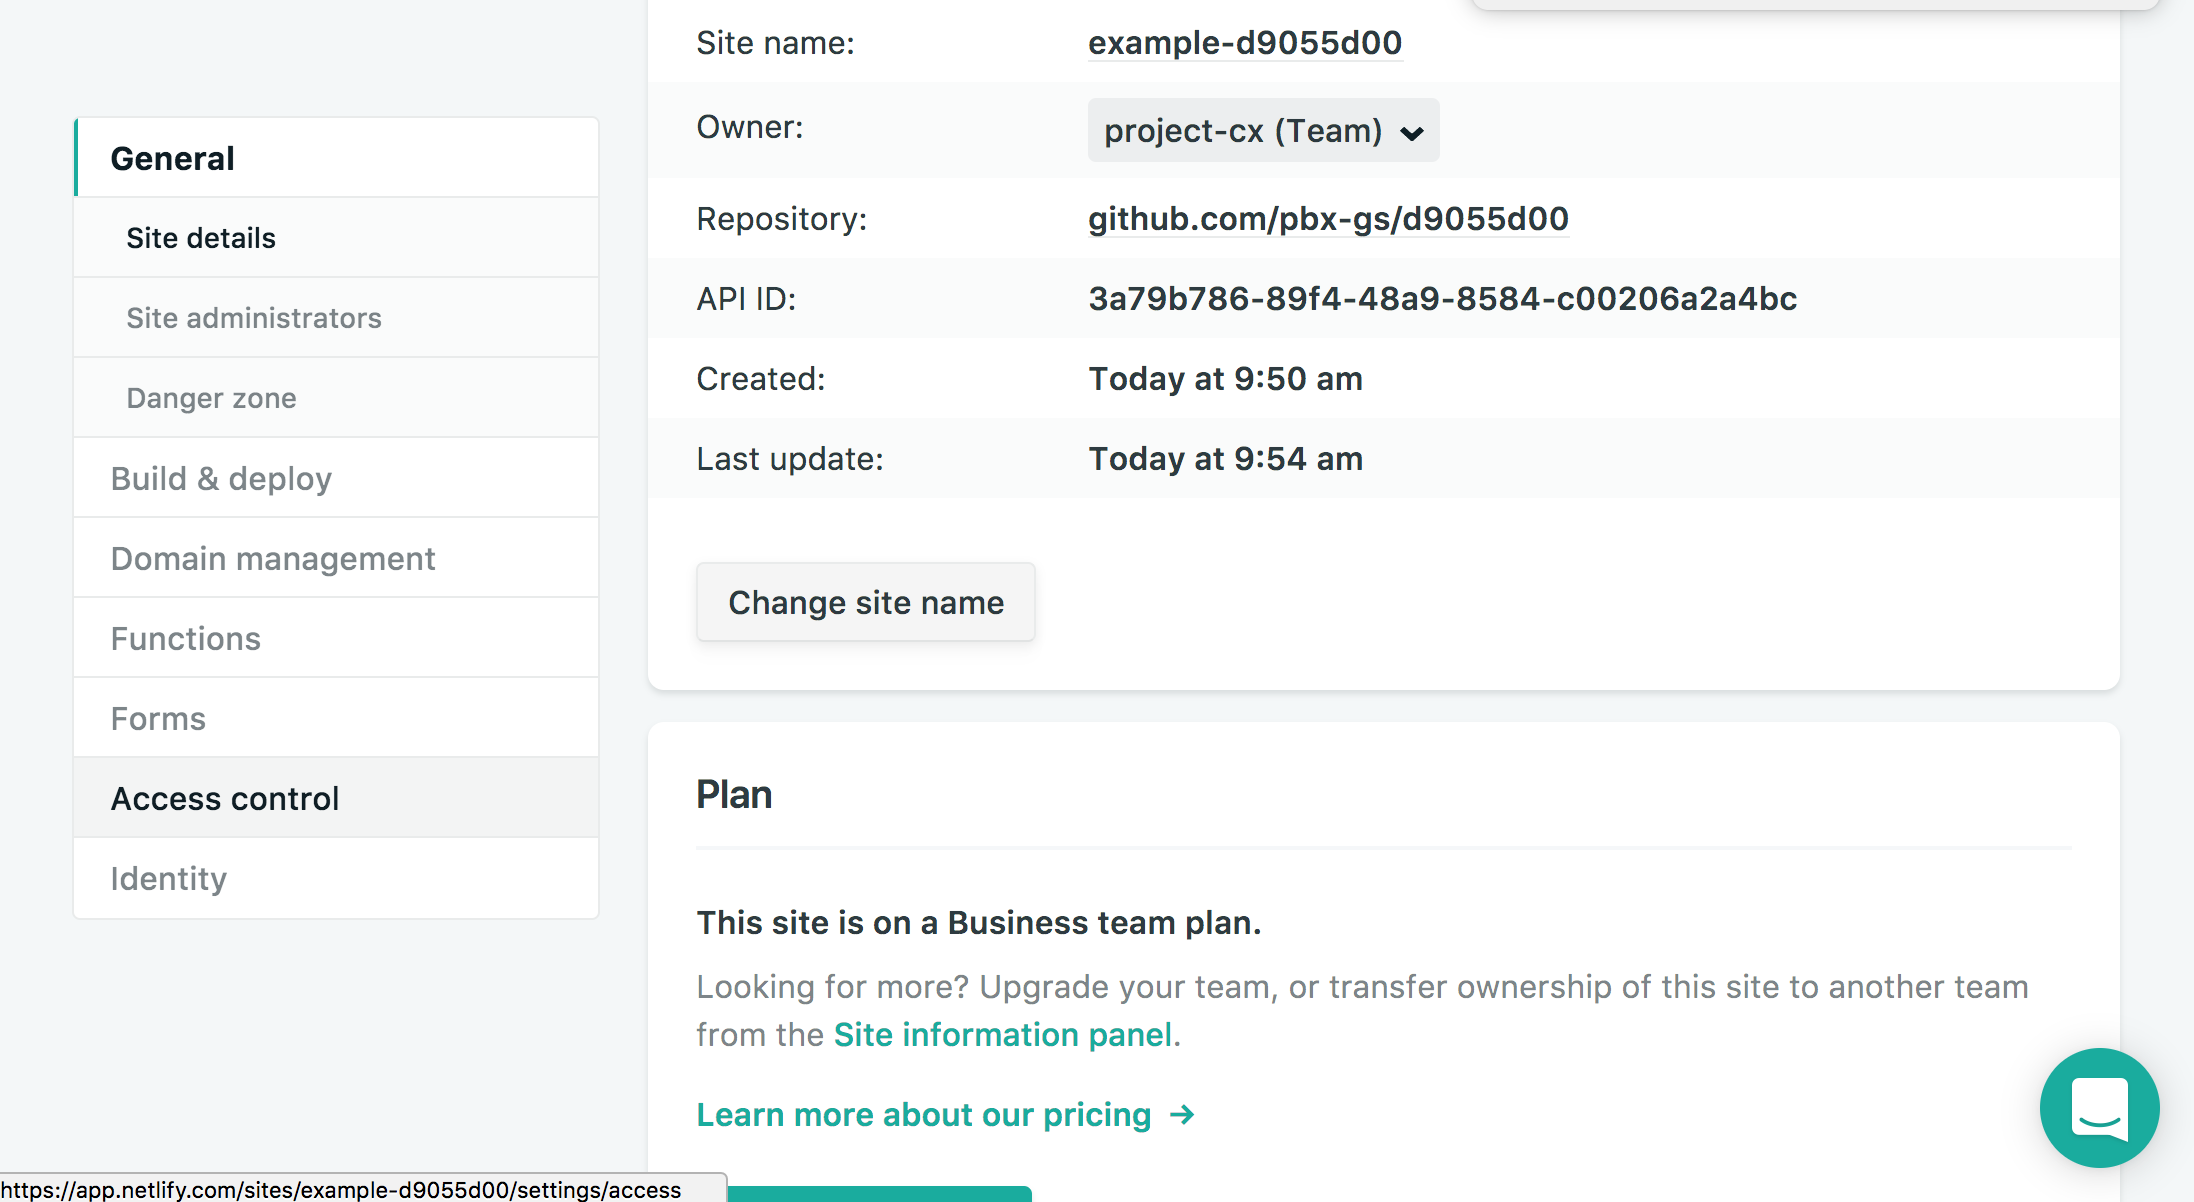 General
Site details
Site administrators
Danger zone
Build & deploy
Domain management
Functions
Forms
Access control
Identity
Site name: example-d9055d00
Owner: project-cx (Team)
Repository: github.com/pbx-gs/d9055d00
API ID: 3a79b786-89f4-48a9-8584-c00206a2a4bc
Created: Today at 9:50 am
Last update: Today at 9:54 am
Change site name
Plan
This site is on a Business team plan.
Looking for more? Upgrade your team, or transfer ownership of this site to another team
from the Site information panel.
Learn more about our pricing →
https://app.netlify.com/sites/example-d9055d00/settings/access